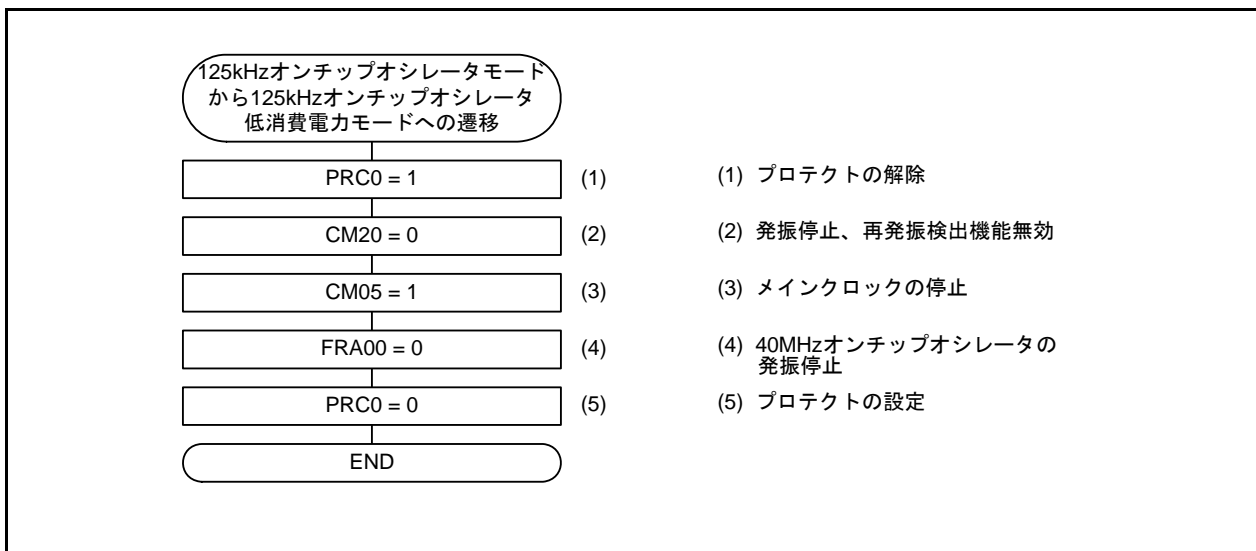 125kHzオンチップオシレータモード
から125kHzオンチップオシレータ
低消費電力モードへの遷移
PRC0 = 1 (1) (1) プロテクトの解除
CM20 = 0 (2) (2) 発振停止、再発振検出機能無効
CM05 = 1 (3) (3) メインクロックの停止
FRA00 = 0 (4) (4) 40MHzオンチップオシレータの
発振停止
PRC0 = 0 (5) (5) プロテクトの設定
END